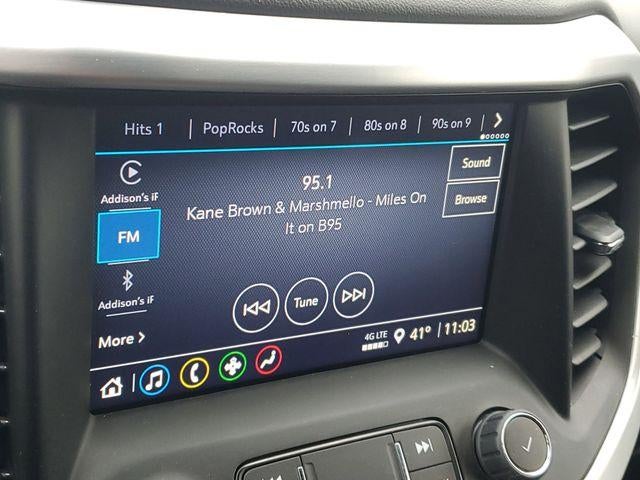 Hits 1 PopRocks 70s on 7 80s on 8 90s on 9
Sound
Addison's iF
95.1
Browse
Kane Brown & Marshmello - Miles On
It on B95
FM
Addison's iF
Tune
More
4G LTE 41° 11:03